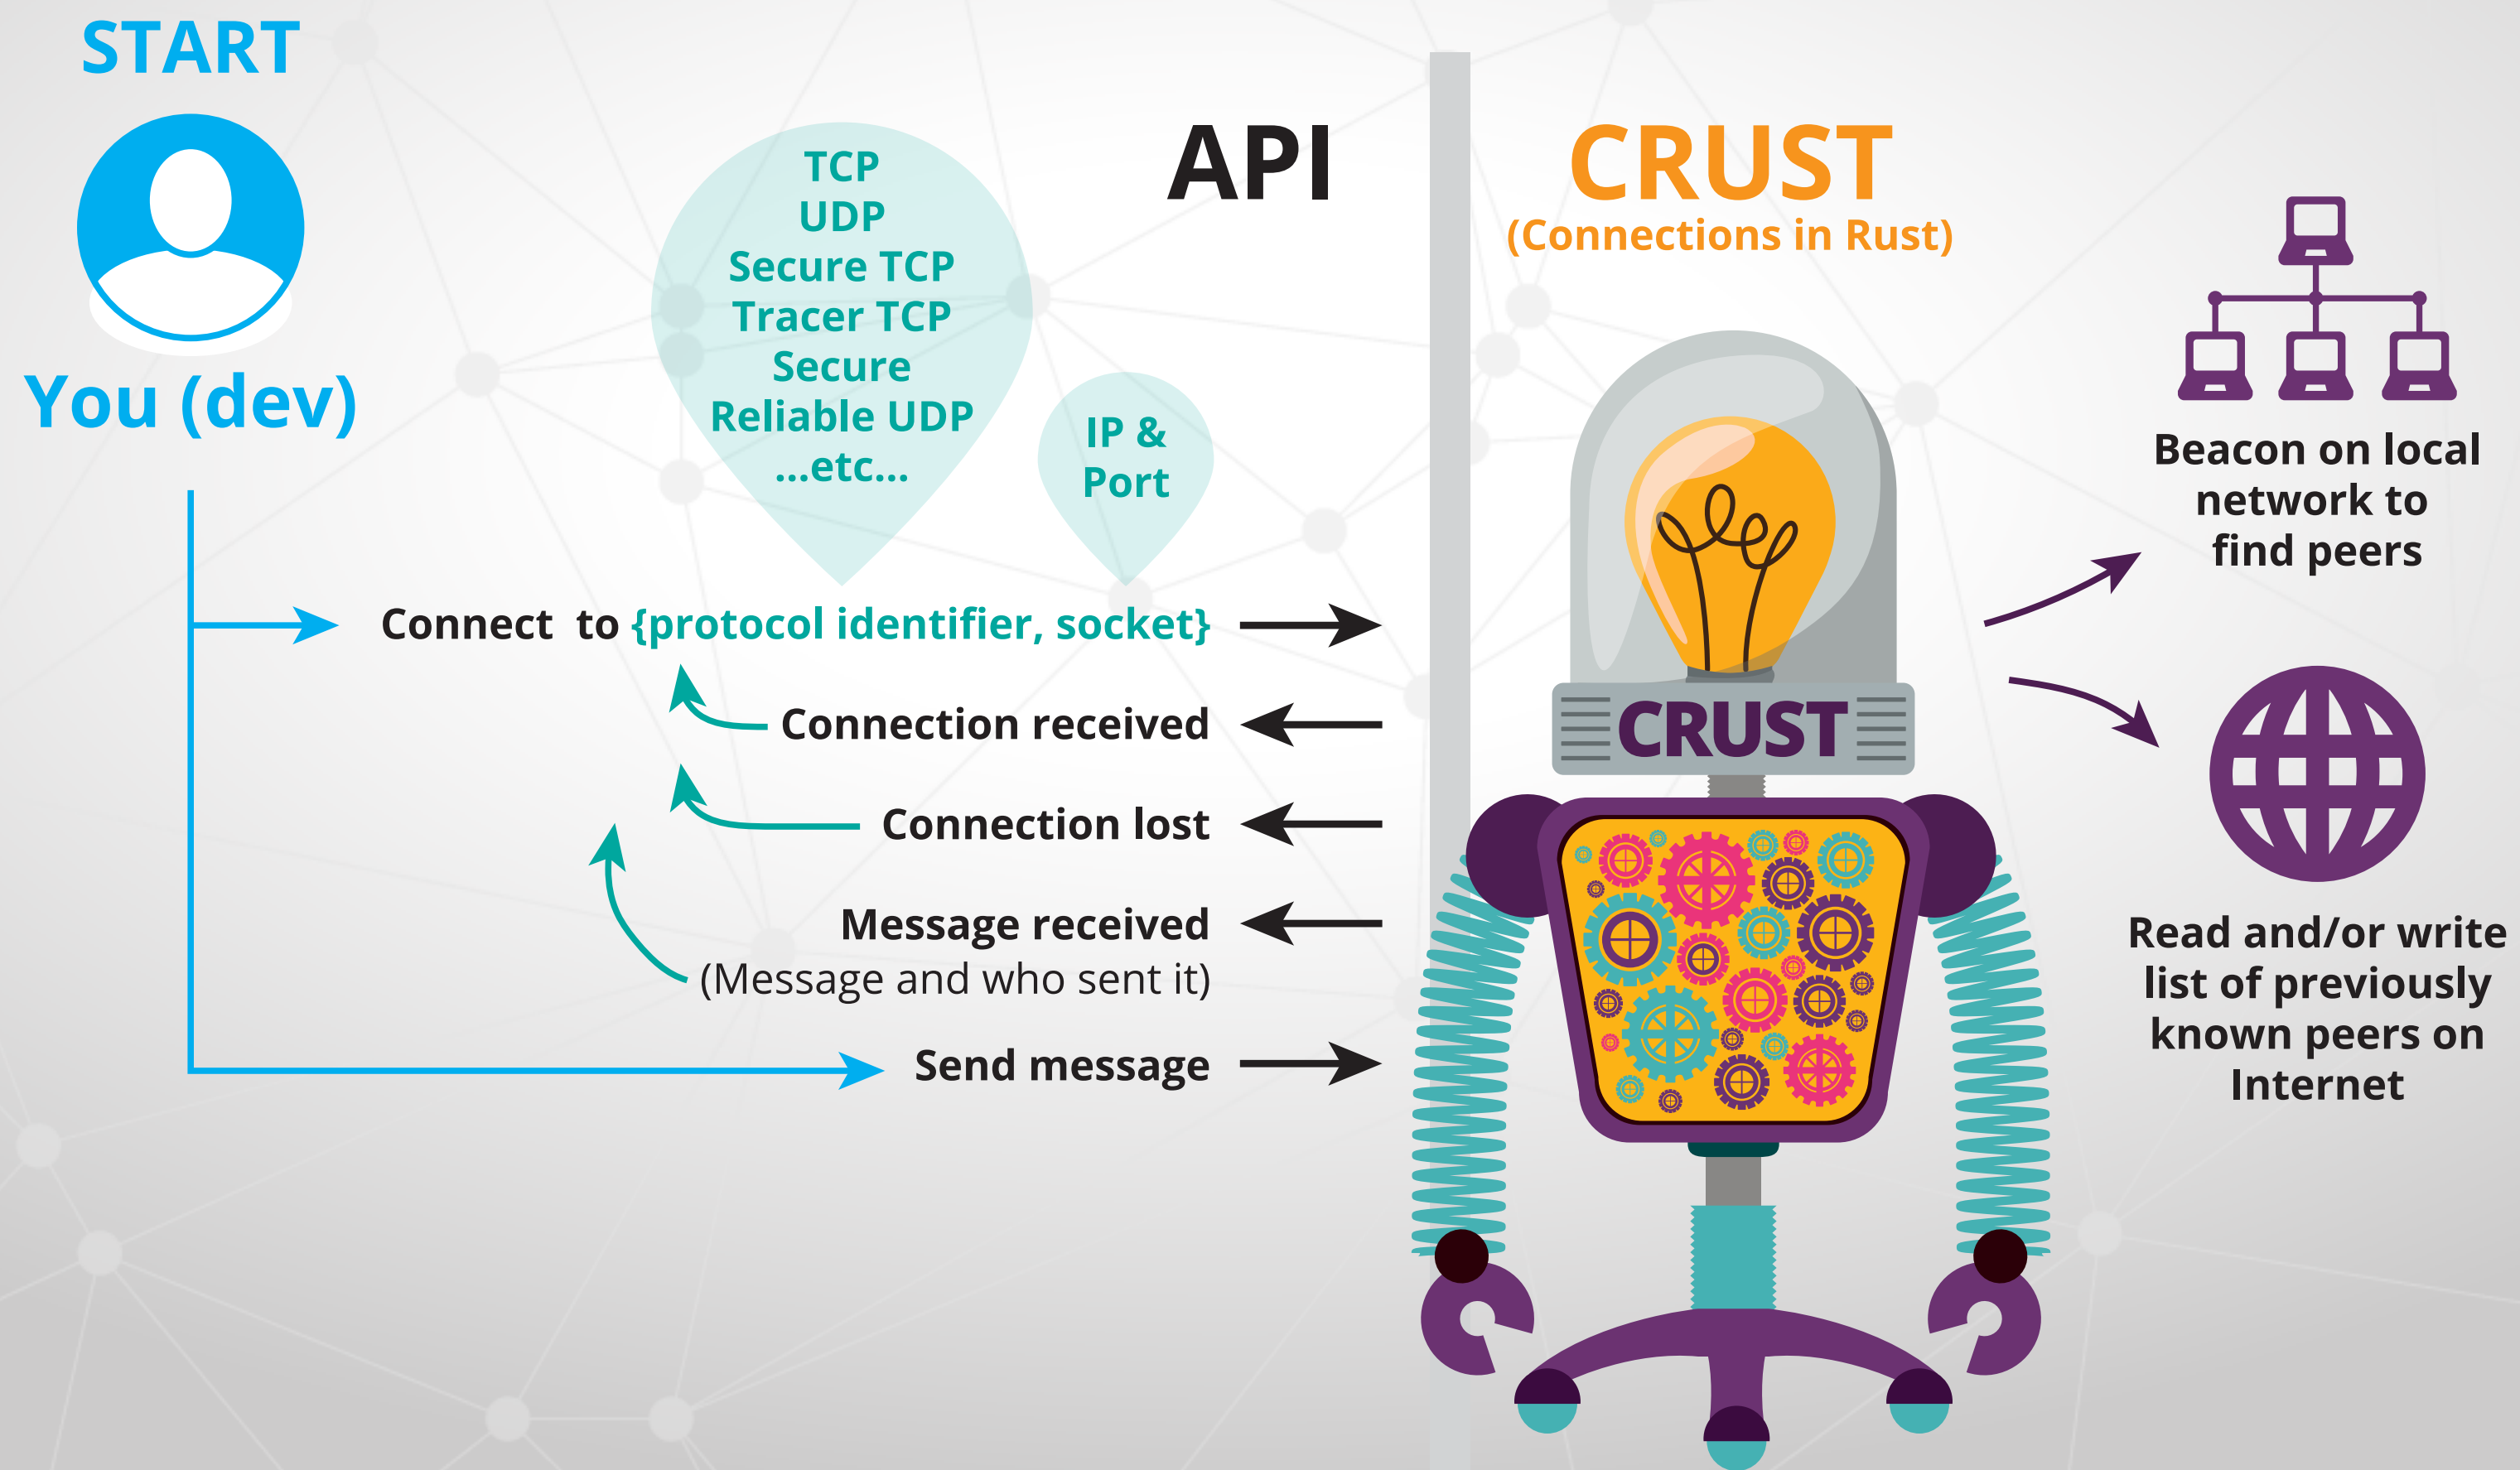 START
You (dev)
TCP
UDP
Secure TCP
Tracer TCP
Secure
Reliable UDP
...etc...
IP &
Port
API
Connect to {protocol identifier, socket}
Connection received
Connection lost
Message received
(Message and who sent it)
Send message
CRUST
(Connections in Rust)
CRUST
Beacon on local
network to
find peers
Read and/or write
list of previously
known peers on
Internet